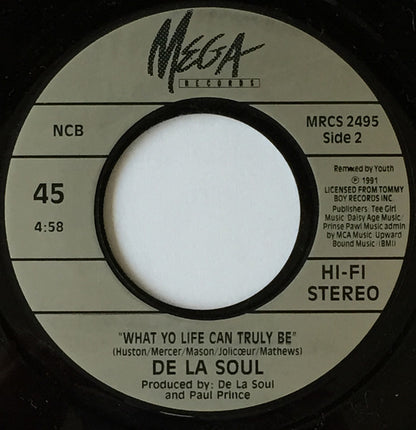 MEGA
RECORDS
NCB
MRCS 2495
Side 2
45
4:58
Remixed by Youth
℗ 1991
LICENSED FROM TOMMY
BOY RECORDS INC.
Publishers: Tee Girl
Music/Daisy Age Music/
Prinse Pawl Music admin
by MCA Music/Upward
Bound Music (BMI)
HI-FI
STEREO
"WHAT YO LIFE CAN TRULY BE"
(Huston/Mercer/Mason/Jolicœur/Mathews)
DE LA SOUL
Produced by: De La Soul
and Paul Prince